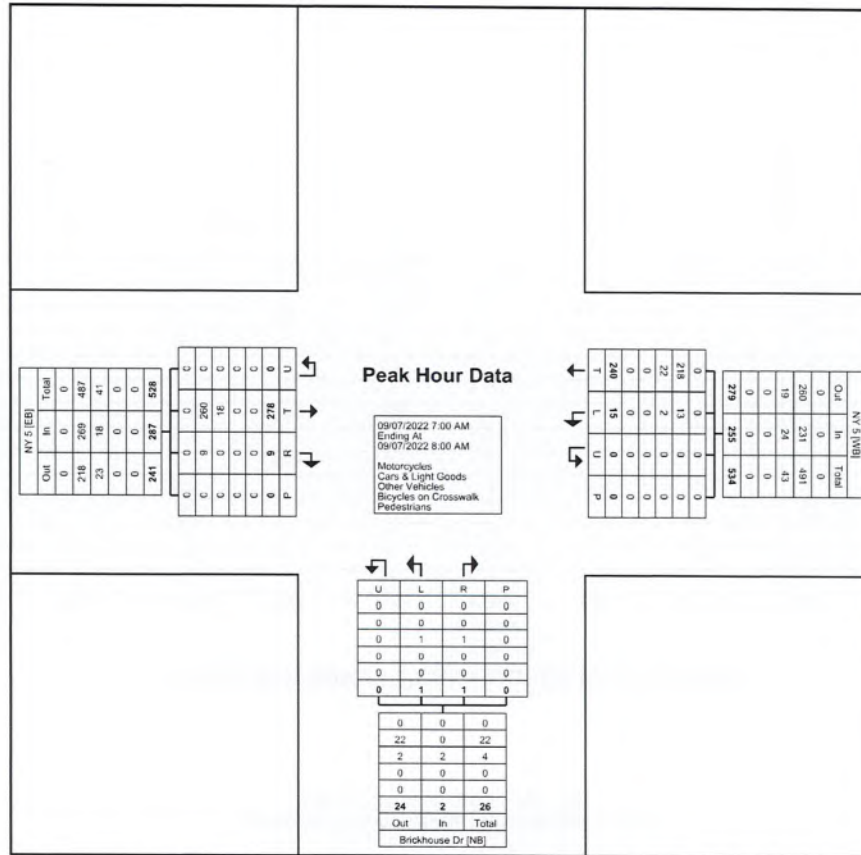 Peak Hour Data
09/07/2022 7:00 AM
Ending At
09/07/2022 8:00 AM
Motorcycles
Cars & Light Goods
Other Vehicles
Bicycles on Crosswalk
Pedestrians
U T R P
0 278 9 0
0 0 0 0
0 0 0 0
0 18 0 0
0 260 9 0
0 0 0 0
528 287 241
0 0 0
0 0 0
41 18 23
487 269 218
0 0 0
Total In Out
NY 5 [EB]
NY 5 [WB]
Out In Total
0 0 0
260 231 491
19 24 43
0 0 0
0 0 0
279 255 534
0 0 0 0
218 13 0 0
22 2 0 0
0 0 0 0
0 0 0 0
240 15 0 0
T L U P
U L R P
0 0 0 0
0 0 0 0
0 1 1 0
0 0 0 0
0 0 0 0
0 1 1 0
0 0 0
22 0 22
2 2 4
0 0 0
0 0 0
24 2 26
Out In Total
Brickhouse Dr [NB]